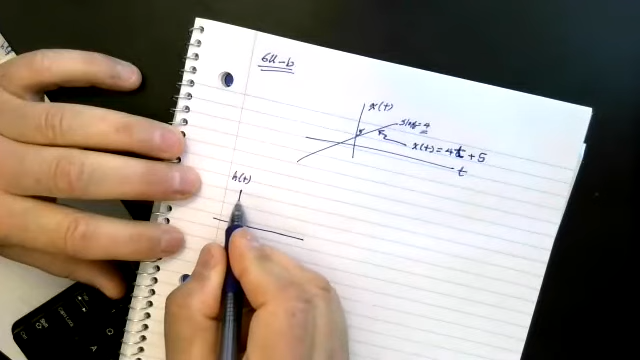 6U-b
x(t)
slope=4
5
x(t) = 4t + 5
t
h(t)